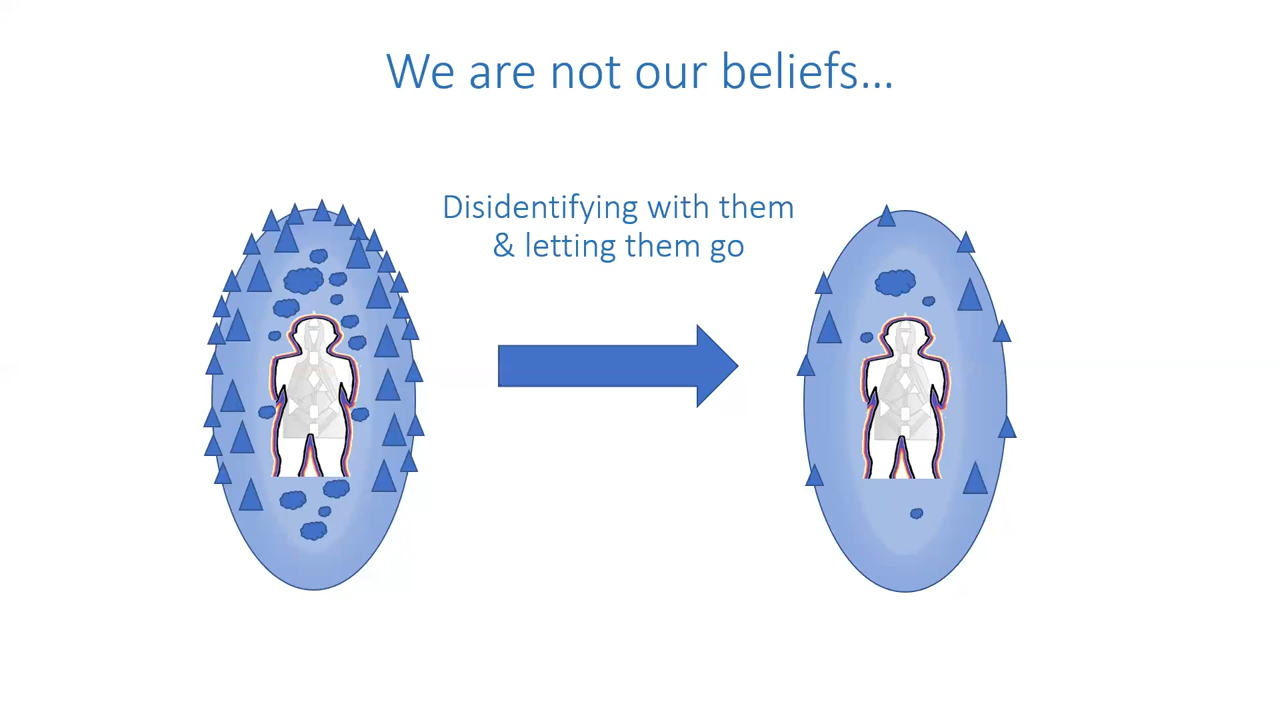 We are not our beliefs...
Disidentifying with them
& letting them go